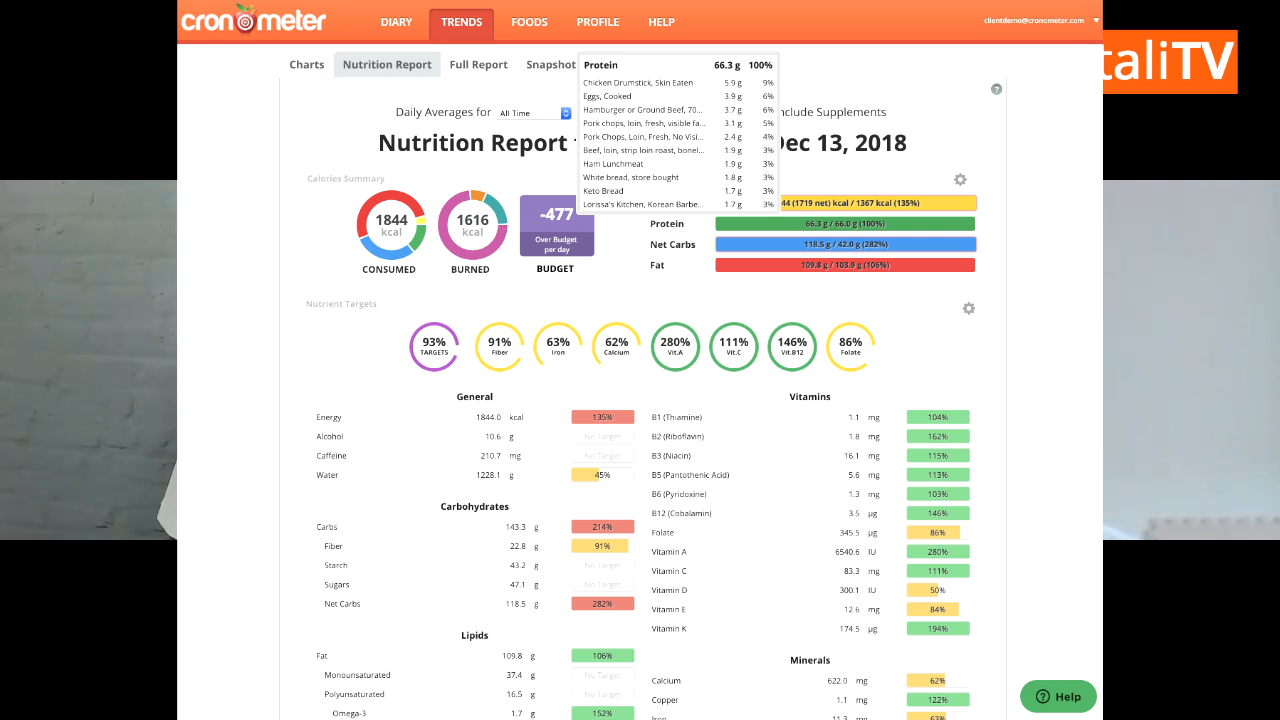 cronometer
DIARY TRENDS FOODS PROFILE HELP
clientdemo@cronometer.com
taliTV
Charts Nutrition Report Full Report Snapshot
Protein 66.3 g 100%
Chicken Drumstick, Skin Eaten 5.9 g 9%
Eggs, Cooked 3.9 g 6%
Hamburger or Ground Beef, 70... 3.7 g 6%
Pork chops, loin, fresh, visible fa... 3.1 g 5%
Pork Chops, Loin, Fresh, No Visi... 2.4 g 4%
Beef, loin, strip loin roast, bonel... 1.9 g 3%
Ham Lunchmeat 1.9 g 3%
White bread, store bought 1.8 g 3%
Keto Bread 1.7 g 3%
Lorissa's Kitchen, Korean Barbe... 1.7 g 3%
?
Daily Averages for All Time nclude Supplements
Nutrition Report Dec 13, 2018
Calories Summary
1844 kcal
CONSUMED
1616 kcal
BURNED
-477
Over Budget
per day
BUDGET
44 (1719 net) kcal / 1367 kcal (135%)
Protein 66.3 g / 66.0 g (100%)
Net Carbs 118.5 g / 42.0 g (282%)
Fat 109.8 g / 103.9 g (106%)
Nutrient Targets
93% TARGETS
91% Fiber
63% Iron
62% Calcium
280% Vit.A
111% Vit.C
146% Vit.B12
86% Folate
General
Energy 1844.0 kcal 135%
Alcohol 10.6 g No Target
Caffeine 210.7 mg No Target
Water 1228.1 g 45%
Carbohydrates
Carbs 143.3 g 214%
Fiber 22.8 g 91%
Starch 43.2 g No Target
Sugars 47.1 g No Target
Net Carbs 118.5 g 282%
Lipids
Fat 109.8 g 106%
Monounsaturated 37.4 g No Target
Polyunsaturated 16.5 g No Target
Omega-3 1.7 g 152%
Vitamins
B1 (Thiamine) 1.1 mg 104%
B2 (Riboflavin) 1.8 mg 162%
B3 (Niacin) 16.1 mg 115%
B5 (Pantothenic Acid) 5.6 mg 113%
B6 (Pyridoxine) 1.3 mg 103%
B12 (Cobalamin) 3.5 µg 146%
Folate 345.5 µg 86%
Vitamin A 6540.6 IU 280%
Vitamin C 83.3 mg 111%
Vitamin D 300.1 IU 50%
Vitamin E 12.6 mg 84%
Vitamin K 174.5 µg 194%
Minerals
Calcium 622.0 mg 62%
Copper 1.1 mg 122%
Iron 11.3 mg 63%
? Help